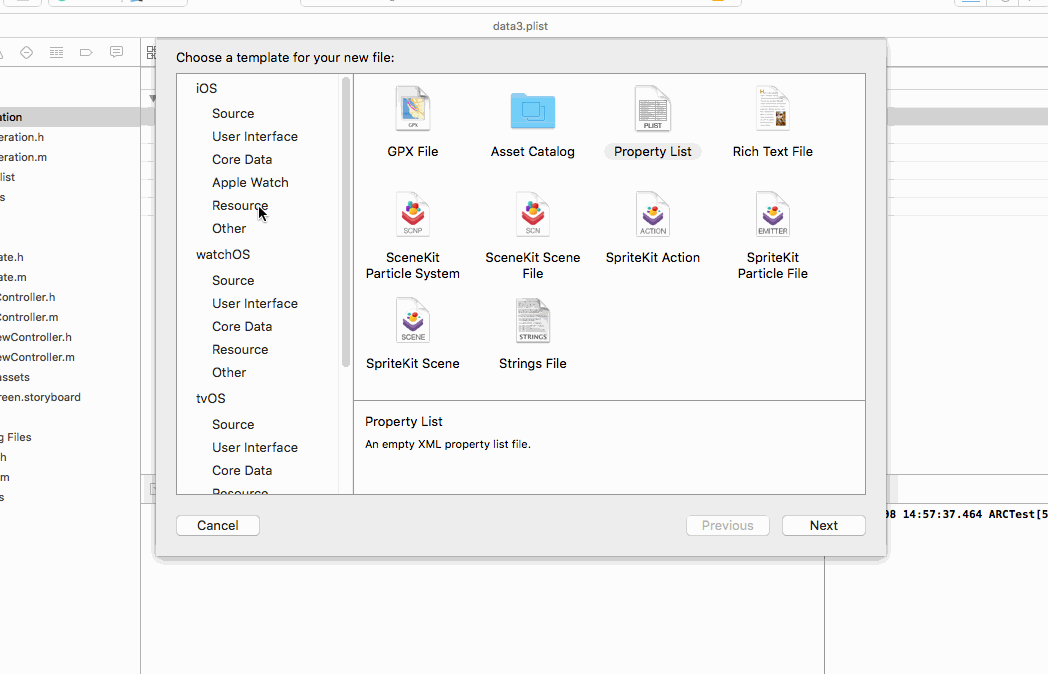 data3.plist
Choose a template for your new file:
iOS
Source
User Interface
Core Data
Apple Watch
Resource
Other
watchOS
Source
User Interface
Core Data
Resource
Other
tvOS
Source
User Interface
Core Data
Resource
GPX
GPX File
Asset Catalog
PLIST
Property List
Rich Text File
SCNP
SceneKit
Particle System
SCN
SceneKit Scene
File
ACTION
SpriteKit Action
EMITTER
SpriteKit
Particle File
SCENE
SpriteKit Scene
STRINGS
Strings File
Property List
An empty XML property list file.
Cancel
Previous
Next
ation
eration.h
eration.m
list
s
ate.h
ate.m
Controller.h
Controller.m
ewController.h
ewController.m
assets
reen.storyboard
g Files
h
m
s
98 14:57:37.464 ARCTest[5